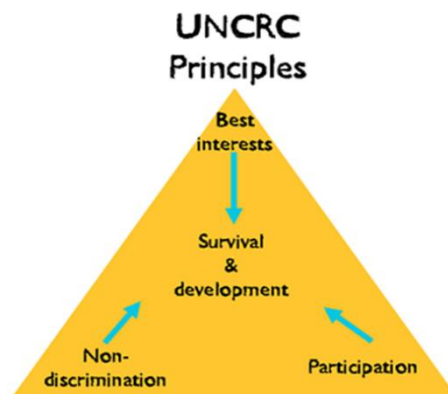 UNCRC
Principles
Best
interests
Survival
&
development
Non-
discrimination
Participation